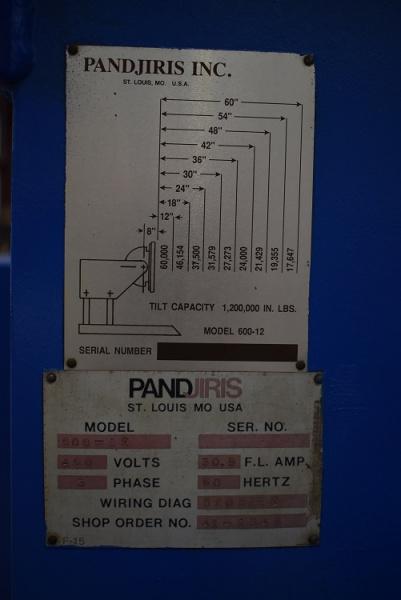 PANDJIRIS INC.
ST. LOUIS, MO. U.S.A.
60"
54"
48"
42"
36"
30"
24"
18"
12"
8"
60,000
46,154
37,500
31,579
27,273
24,000
21,429
19,355
17,647
TILT CAPACITY 1,200,000 IN. LBS.
MODEL 600-12
SERIAL NUMBER
PANDJIRIS
ST. LOUIS MO USA
MODEL SER. NO.
VOLTS F.L. AMP.
3 PHASE 60 HERTZ
WIRING DIAG
SHOP ORDER NO.
F-15